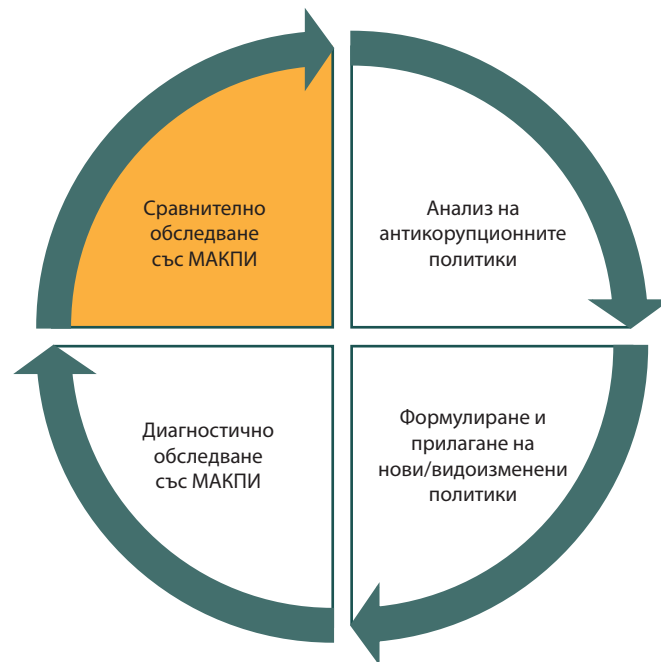 Сравнително
обследване
със МАКПИ
Анализ на
антикорупционните
политики
Диагностично
обследване
със МАКПИ
Формулиране и
прилагане на
нови/видоизменени
политики